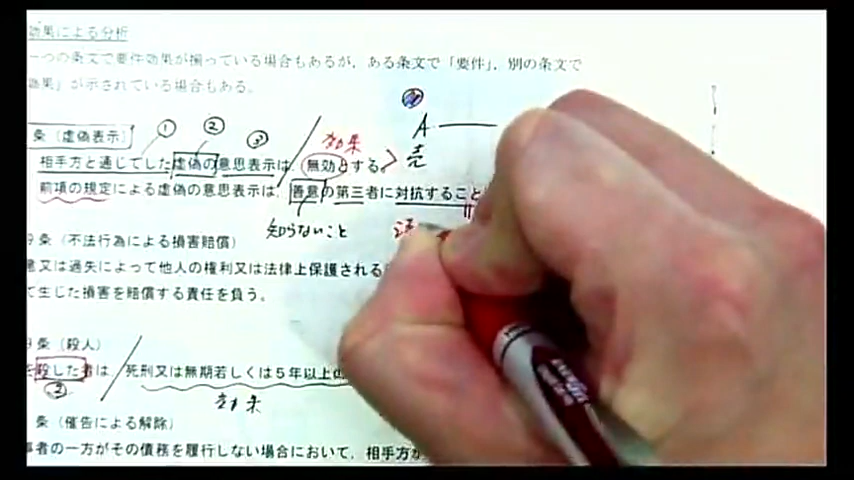 効果による分析
一つの条文で要件効果が揃っている場合もあるが、ある条文で「要件」、別の条文で
効果」が示されている場合もある。
① ② ③
A
売
条（虚偽表示）
効果
相手方と通じてした虚偽の意思表示は、無効とする。
前項の規定による虚偽の意思表示は、善意の第三者に対抗すること
知らないこと
9条（不法行為による損害賠償）
意又は過失によって他人の権利又は法律上保護される
て生じた損害を賠償する責任を負う。
9条（殺人）
を殺した者は、死刑又は無期若しくは5年以上の
効果
条（催告による解除）
事者の一方がその債務を履行しない場合において、相手方が